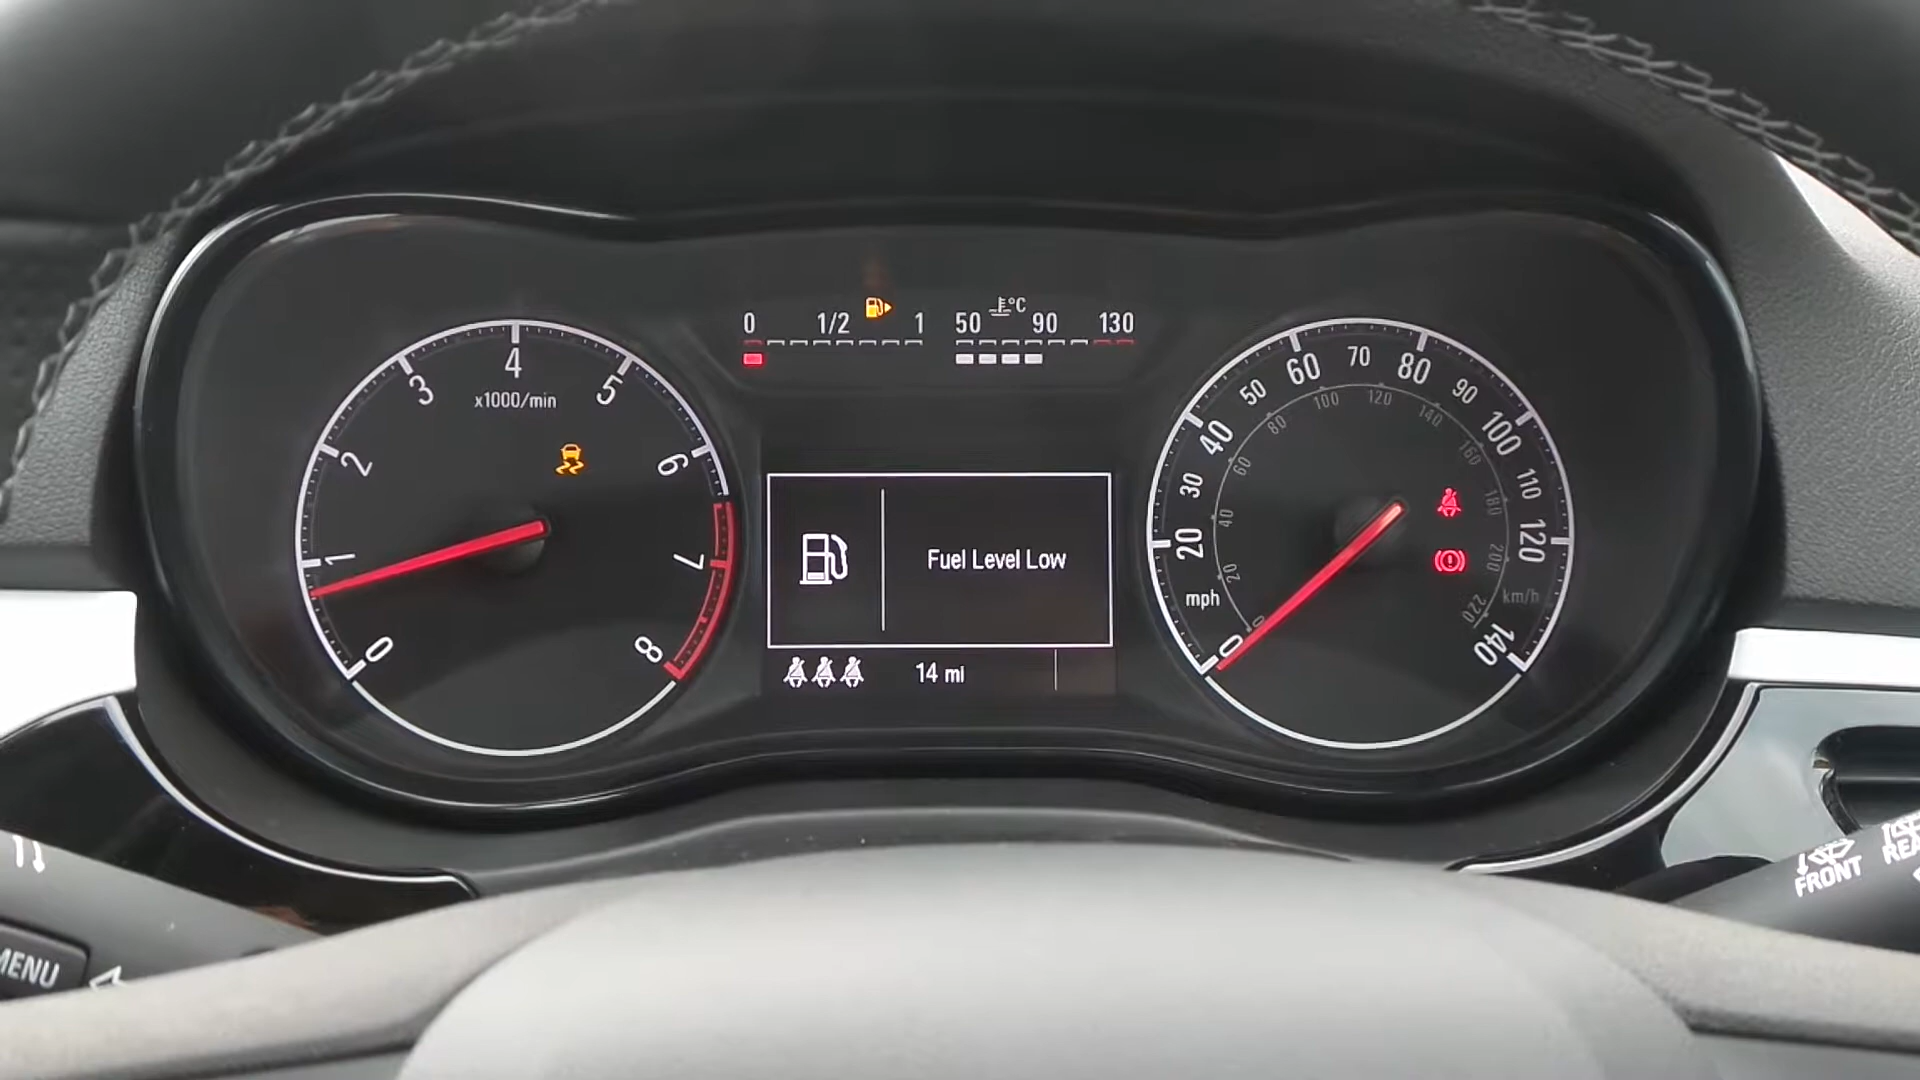 0 1/2 1
50 °C 90 130
0 1 2 3 4 5 6 7 8
x1000/min
Fuel Level Low
14 mi
0 20 30 40 50 60 70 80 90 100 110 120 140
mph
0 20 40 60 80 100 120 140 160 180 200 220
km/h
MENU
FRONT
REA